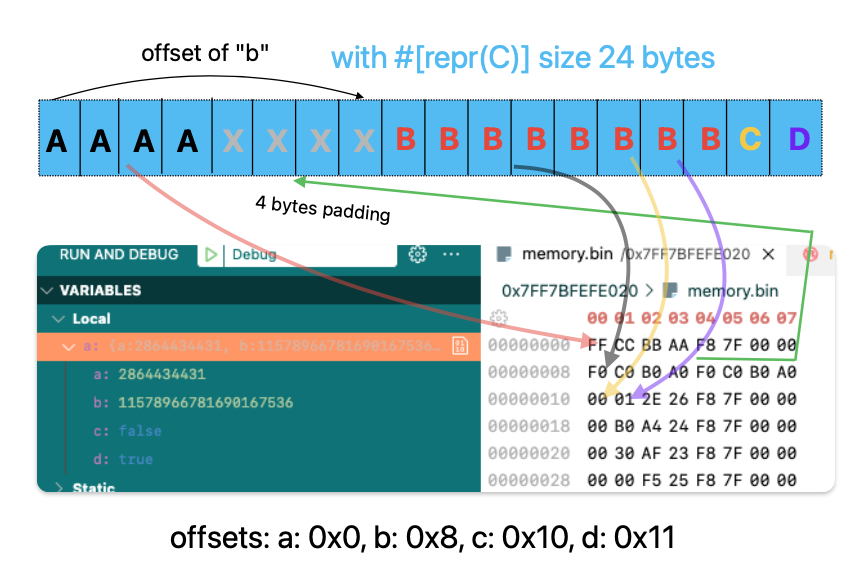 offset of "b"
with #[repr(C)] size 24 bytes
A A A A X X X X B B B B B B B B C D
4 bytes padding
RUN AND DEBUG
Debug
memory.bin /0x7FF7BFEFE020
VARIABLES
0x7FF7BFEFE020 > memory.bin
Local
00 01 02 03 04 05 06 07
a: {a:2864434431, b:11578966781690167536…
00000000 FF CC BB AA F8 7F 00 00
a: 2864434431
00000008 F0 C0 B0 A0 F0 C0 B0 A0
b: 11578966781690167536
00000010 00 01 2E 26 F8 7F 00 00
c: false
00000018 00 B0 A4 24 F8 7F 00 00
d: true
00000020 00 30 AF 23 F8 7F 00 00
Static
00000028 00 00 F5 25 F8 7F 00 00
offsets: a: 0x0, b: 0x8, c: 0x10, d: 0x11